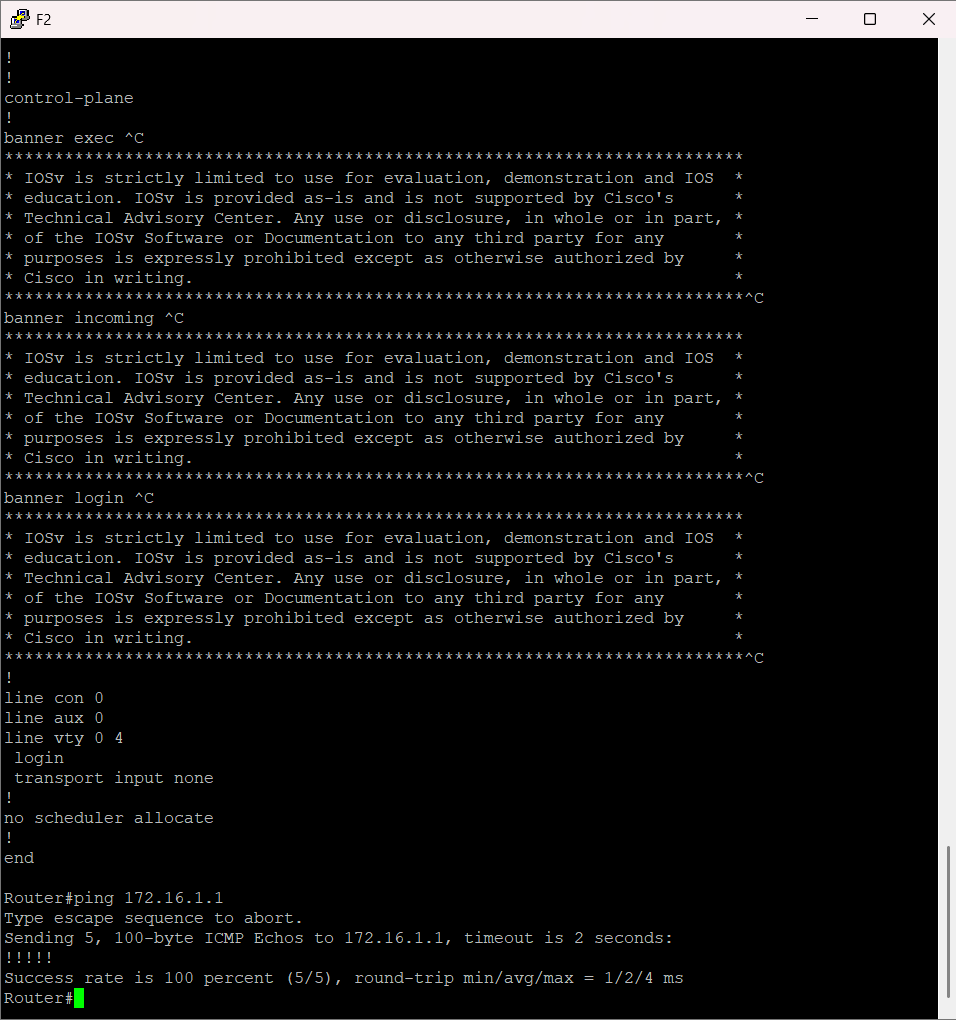 F2
!
!
control-plane
!
banner exec ^C
**************************************************************************
* IOSv is strictly limited to use for evaluation, demonstration and IOS  *
* education. IOSv is provided as-is and is not supported by Cisco's      *
* Technical Advisory Center. Any use or disclosure, in whole or in part, *
* of the IOSv Software or Documentation to any third party for any       *
* purposes is expressly prohibited except as otherwise authorized by     *
* Cisco in writing.                                                      *
**************************************************************************^C
banner incoming ^C
**************************************************************************
* IOSv is strictly limited to use for evaluation, demonstration and IOS  *
* education. IOSv is provided as-is and is not supported by Cisco's      *
* Technical Advisory Center. Any use or disclosure, in whole or in part, *
* of the IOSv Software or Documentation to any third party for any       *
* purposes is expressly prohibited except as otherwise authorized by     *
* Cisco in writing.                                                      *
**************************************************************************^C
banner login ^C
**************************************************************************
* IOSv is strictly limited to use for evaluation, demonstration and IOS  *
* education. IOSv is provided as-is and is not supported by Cisco's      *
* Technical Advisory Center. Any use or disclosure, in whole or in part, *
* of the IOSv Software or Documentation to any third party for any       *
* purposes is expressly prohibited except as otherwise authorized by     *
* Cisco in writing.                                                      *
**************************************************************************^C
!
line con 0
line aux 0
line vty 0 4
 login
 transport input none
!
no scheduler allocate
!
end

Router#ping 172.16.1.1
Type escape sequence to abort.
Sending 5, 100-byte ICMP Echos to 172.16.1.1, timeout is 2 seconds:
!!!!!
Success rate is 100 percent (5/5), round-trip min/avg/max = 1/2/4 ms
Router#